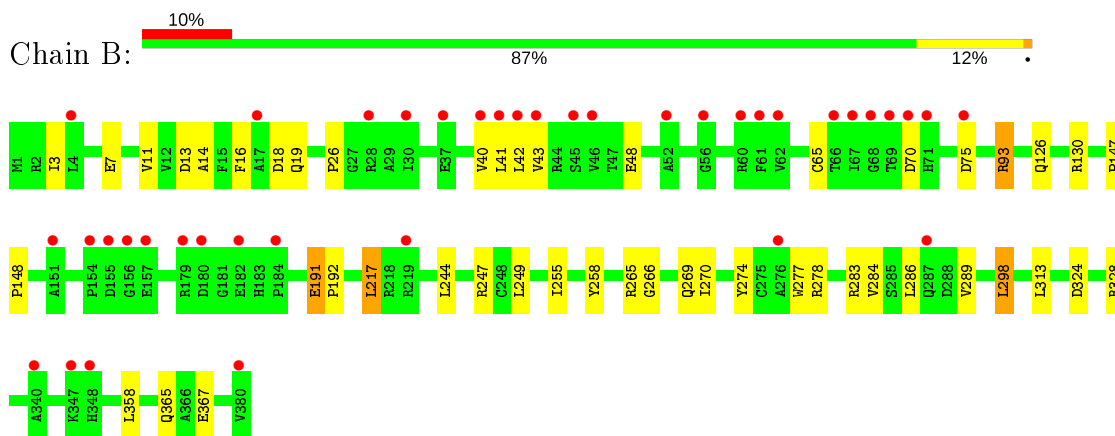 10%
Chain B:
87%
12%
•
M1 R2 I3 L4 E7 V11 V12 D13 A14 F15 F16 A17 D18 Q19 P26 G27 R28 A29 I30 E37 V40 L41 L42 V43 R44 S45 V46 T47 E48 A52 G56 R60 F61 V62 C65 T66 I67 G68 T69 D70 H71 D75 R93 Q126 R130
P148 A151 P154 D155 G156 E157 R179 D180 G181 E182 H183 P184 E191 P192 L217 R218 R219 L244 R247 C248 L249 I255 Y258 R265 G266 Q269 I270 Y274 C275 A276 W277 R278 R283 V284 S285 L286 Q287 D288 V289 L298 L313 D324
A340 K347 H348 L358 Q365 A366 E367 V380